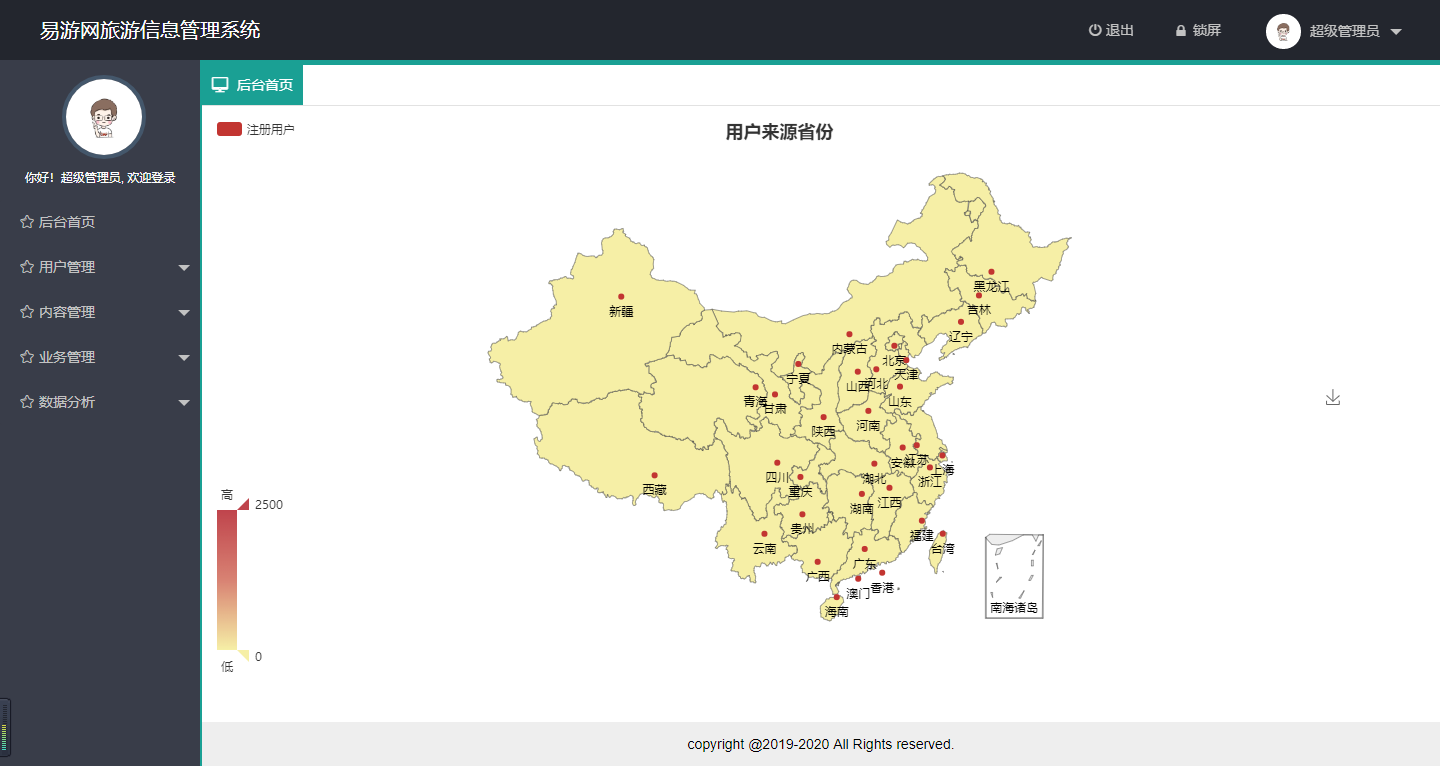 易游网旅游信息管理系统
退出
锁屏
超级管理员
后台首页
你好！超级管理员, 欢迎登录
后台首页
用户管理
内容管理
业务管理
数据分析
注册用户
用户来源省份
黑龙江
新疆
吉林
辽宁
内蒙古
北京
天津
宁夏
山西
河北
青海
甘肃
山东
陕西
河南
安徽
江苏
上海
四川
湖北
浙江
西藏
重庆
湖南
江西
贵州
福建
云南
台湾
广东
广西
香港
澳门
海南
南海诸岛
高
2500
0
低
copyright @2019-2020 All Rights reserved.